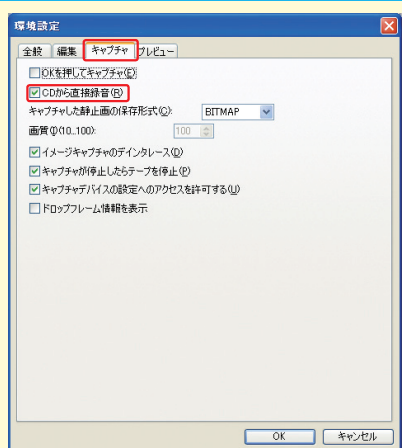 環境設定
全般 編集 キャプチャ プレビュー
OKを押してキャプチャ(E)
CDから直接録音(R)
キャプチャした静止画の保存形式(C): BITMAP
画質(Q)(10..100): 100
イメージキャプチャのデインタレース(D)
キャプチャが停止したらテープを停止(P)
キャプチャデバイスの設定へのアクセスを許可する(U)
ドロップフレーム情報を表示
OK キャンセル